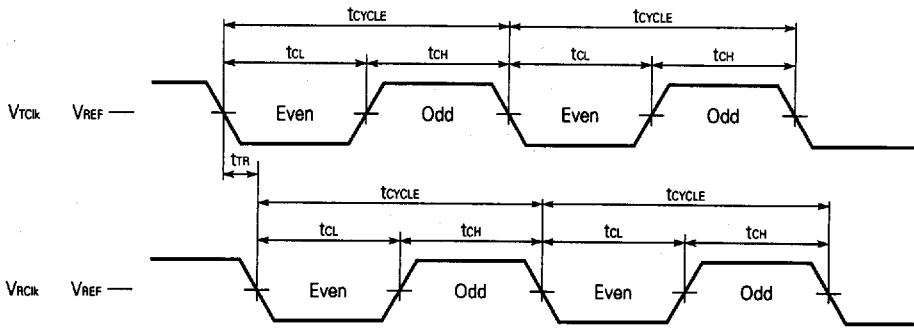 tCYCLE tCYCLE
tCL tCH tCL tCH
VTClk VREF Even Odd Even Odd
tTR
tCYCLE tCYCLE
tCL tCH tCL tCH
VRClk VREF Even Odd Even Odd